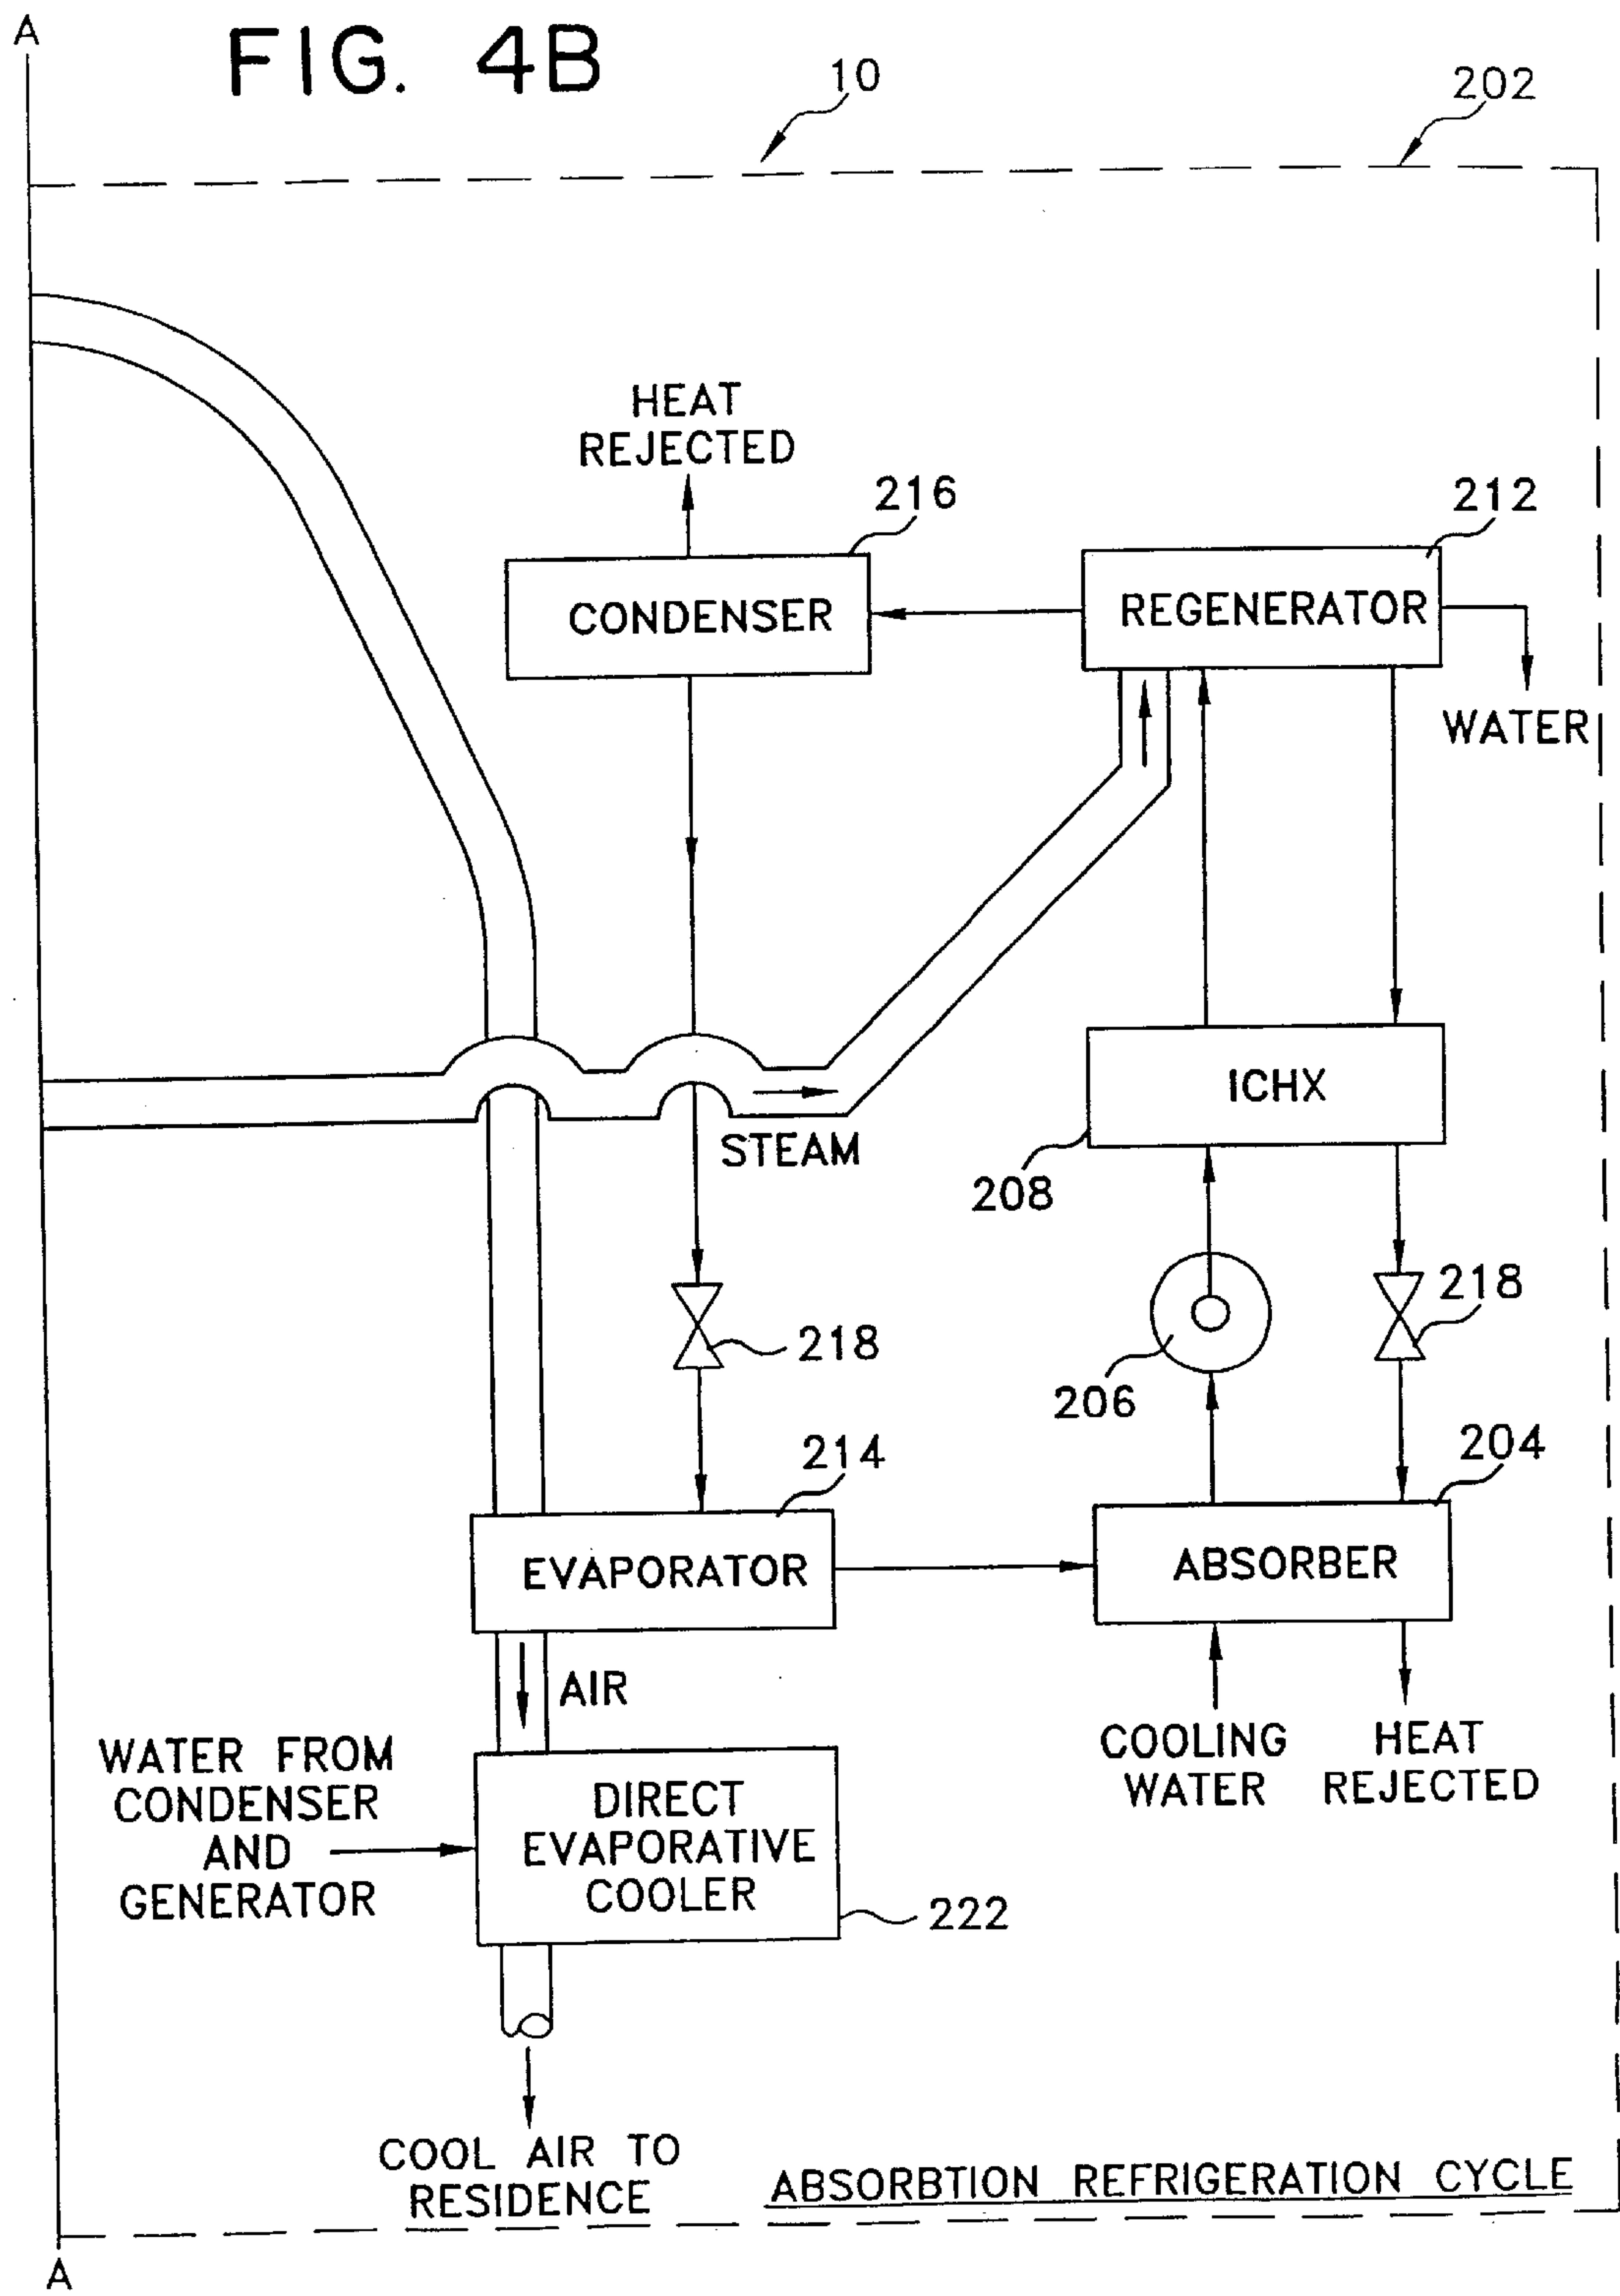 A
FIG. 4B
10
202
HEAT
REJECTED
216
212
CONDENSER
REGENERATOR
WATER
ICHX
STEAM
208
218
218
206
214
204
EVAPORATOR
ABSORBER
AIR
WATER FROM
CONDENSER
AND
GENERATOR
COOLING
WATER
HEAT
REJECTED
DIRECT
EVAPORATIVE
COOLER
222
COOL AIR TO
RESIDENCE
ABSORBTION REFRIGERATION CYCLE
A